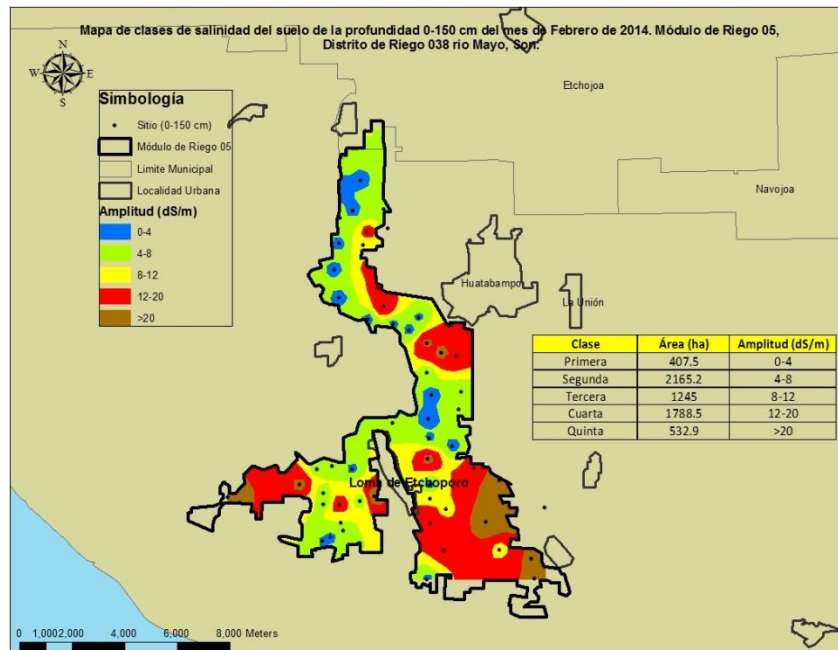 Mapa de clases de salinidad del suelo de la profundidad 0-150 cm del mes de Febrero de 2014. Módulo de Riego 05,
Distrito de Riego 038 río Mayo, Son.
N
W E
S
Simbología
Sitio (0-150 cm)
Módulo de Riego 05
Limite Municipal
Localidad Urbana
Amplitud (dS/m)
0-4
4-8
8-12
12-20
>20
Etchojoa
Navojoa
Huatabampo
La Unión
Loma de Etchoporo
Clase Área (ha) Amplitud (dS/m)
Primera 407.5 0-4
Segunda 2165.2 4-8
Tercera 1245 8-12
Cuarta 1788.5 12-20
Quinta 532.9 >20
0 1,0002,000 4,000 6,000 8,000 Meters